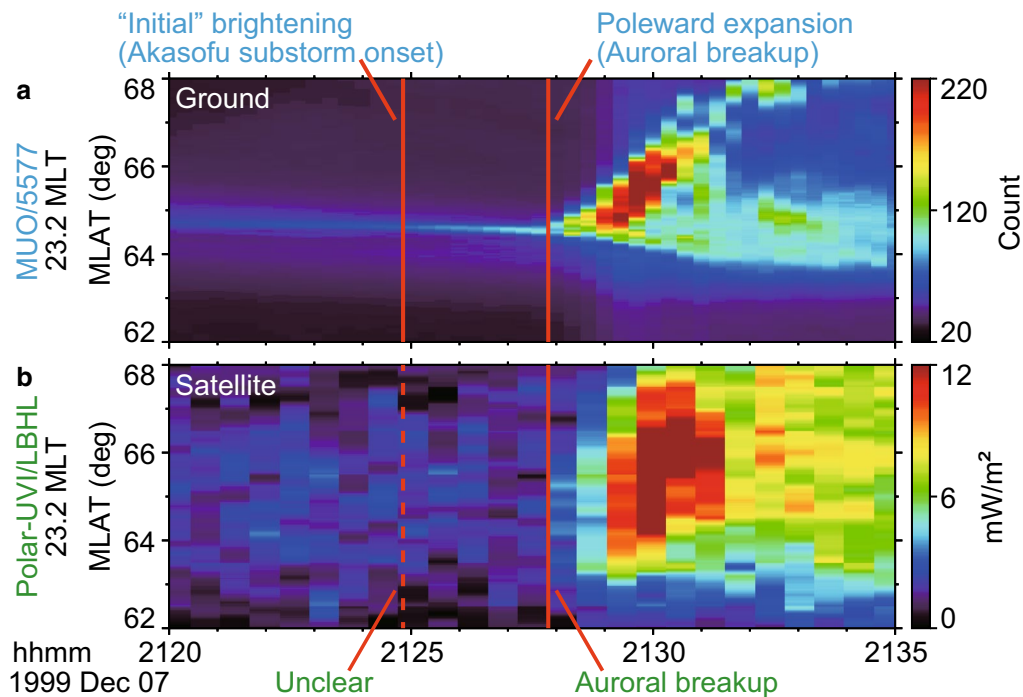 “Initial” brightening
(Akasofu substorm onset)
Poleward expansion
(Auroral breakup)
a
Ground
MUO/5577
23.2 MLT
MLAT (deg)
68
66
64
62
220
120
20
Count
b
Satellite
Polar-UVI/LBHL
23.2 MLT
MLAT (deg)
68
66
64
62
12
6
0
mW/m²
hhmm
2120
2125
2130
2135
1999 Dec 07
Unclear
Auroral breakup